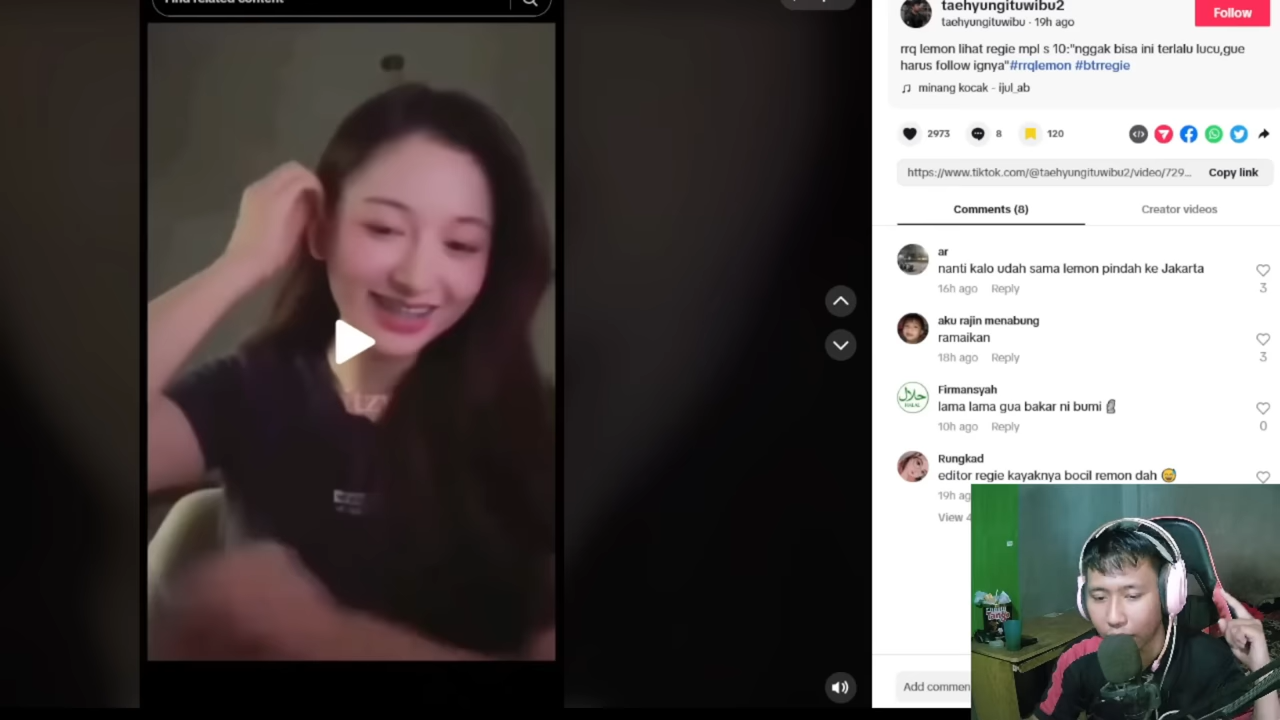 Find related content
taehyungituwibu2
taehyungituwibu · 19h ago
Follow
rrq lemon lihat regie mpl s 10:"nggak bisa ini terlalu lucu,gue
harus follow ignya"#rrqlemon #btrregie
minang kocak - ijul_ab
2973
8
120
https://www.tiktok.com/@taehyungituwibu2/video/729...
Copy link
Comments (8)
Creator videos
ar
nanti kalo udah sama lemon pindah ke Jakarta
16h ago Reply
3
aku rajin menabung
ramaikan
18h ago Reply
3
Firmansyah
lama lama gua bakar ni bumi 🗿
10h ago Reply
0
Rungkad
editor regie kayaknya bocil remon dah 😅
19h ag
View 4
Add commen
حلال
HALAL